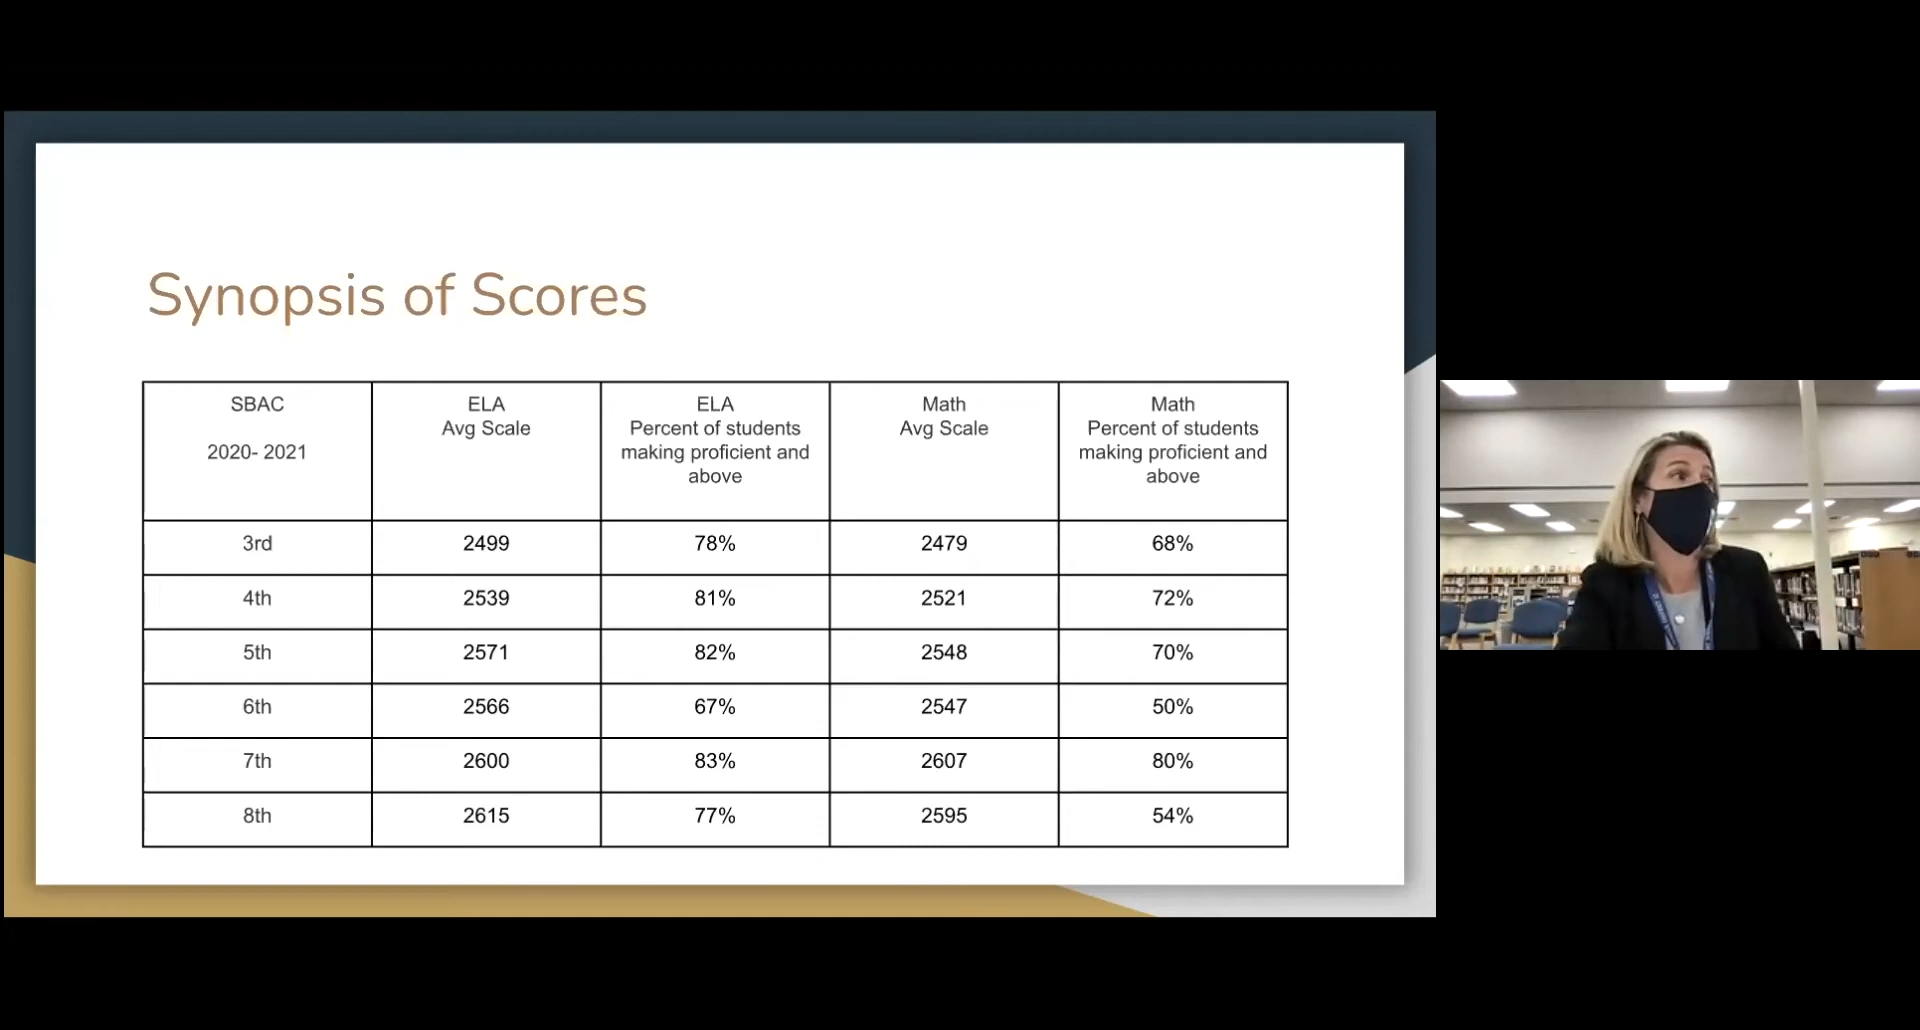 Synopsis of Scores
SBAC
2020- 2021
ELA
Avg Scale
ELA
Percent of students
making proficient and
above
Math
Avg Scale
Math
Percent of students
making proficient and
above
3rd 2499 78% 2479 68%
4th 2539 81% 2521 72%
5th 2571 82% 2548 70%
6th 2566 67% 2547 50%
7th 2600 83% 2607 80%
8th 2615 77% 2595 54%